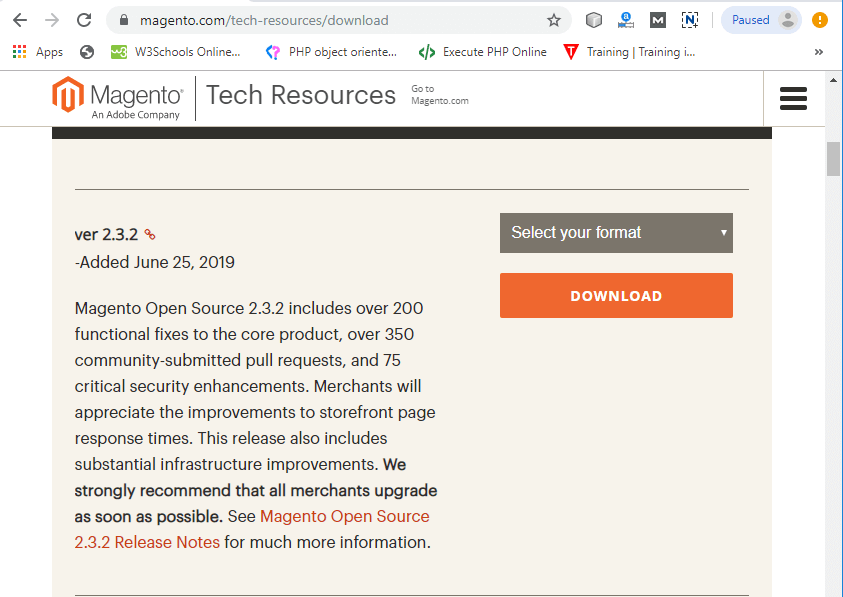 magento.com/tech-resources/download
Paused
Apps
W3Schools Online...
PHP object oriente...
Execute PHP Online
Training | Training i...
»
Magento®
An Adobe Company
Tech Resources
Go to
Magento.com
ver 2.3.2
-Added June 25, 2019
Select your format
DOWNLOAD
Magento Open Source 2.3.2 includes over 200
functional fixes to the core product, over 350
community-submitted pull requests, and 75
critical security enhancements. Merchants will
appreciate the improvements to storefront page
response times. This release also includes
substantial infrastructure improvements. We
strongly recommend that all merchants upgrade
as soon as possible. See Magento Open Source
2.3.2 Release Notes for much more information.